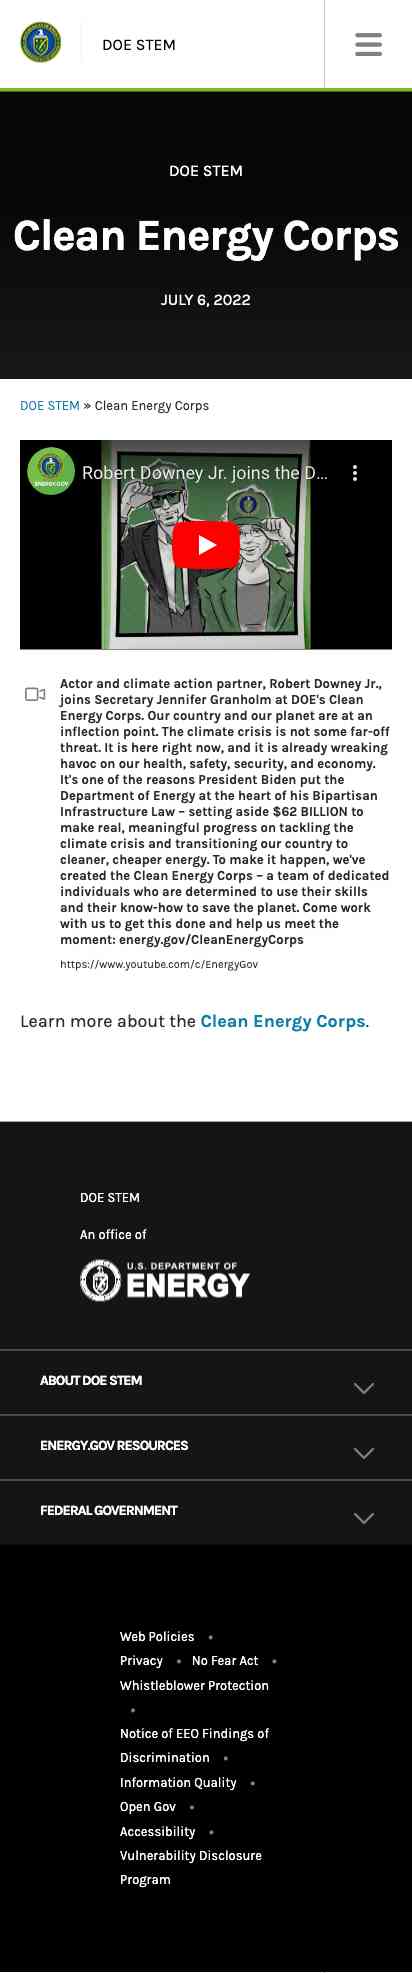 DOE STEM
DOE STEM
Clean Energy Corps
JULY 6, 2022
DOE STEM » Clean Energy Corps
ENERGY.GOV
Robert Downey Jr. joins the D...
Actor and climate action partner, Robert Downey Jr.,
joins Secretary Jennifer Granholm at DOE's Clean
Energy Corps. Our country and our planet are at an
inflection point. The climate crisis is not some far-off
threat. It is here right now, and it is already wreaking
havoc on our health, safety, security, and economy.
It's one of the reasons President Biden put the
Department of Energy at the heart of his Bipartisan
Infrastructure Law – setting aside $62 BILLION to
make real, meaningful progress on tackling the
climate crisis and transitioning our country to
cleaner, cheaper energy. To make it happen, we've
created the Clean Energy Corps – a team of dedicated
individuals who are determined to use their skills
and their know-how to save the planet. Come work
with us to get this done and help us meet the
moment: energy.gov/CleanEnergyCorps
https://www.youtube.com/c/EnergyGov
Learn more about the Clean Energy Corps.
DOE STEM
An office of
U.S. DEPARTMENT OF
ENERGY
ABOUT DOE STEM
ENERGY.GOV RESOURCES
FEDERAL GOVERNMENT
Web Policies •
Privacy • No Fear Act •
Whistleblower Protection
•
Notice of EEO Findings of
Discrimination •
Information Quality •
Open Gov •
Accessibility •
Vulnerability Disclosure
Program